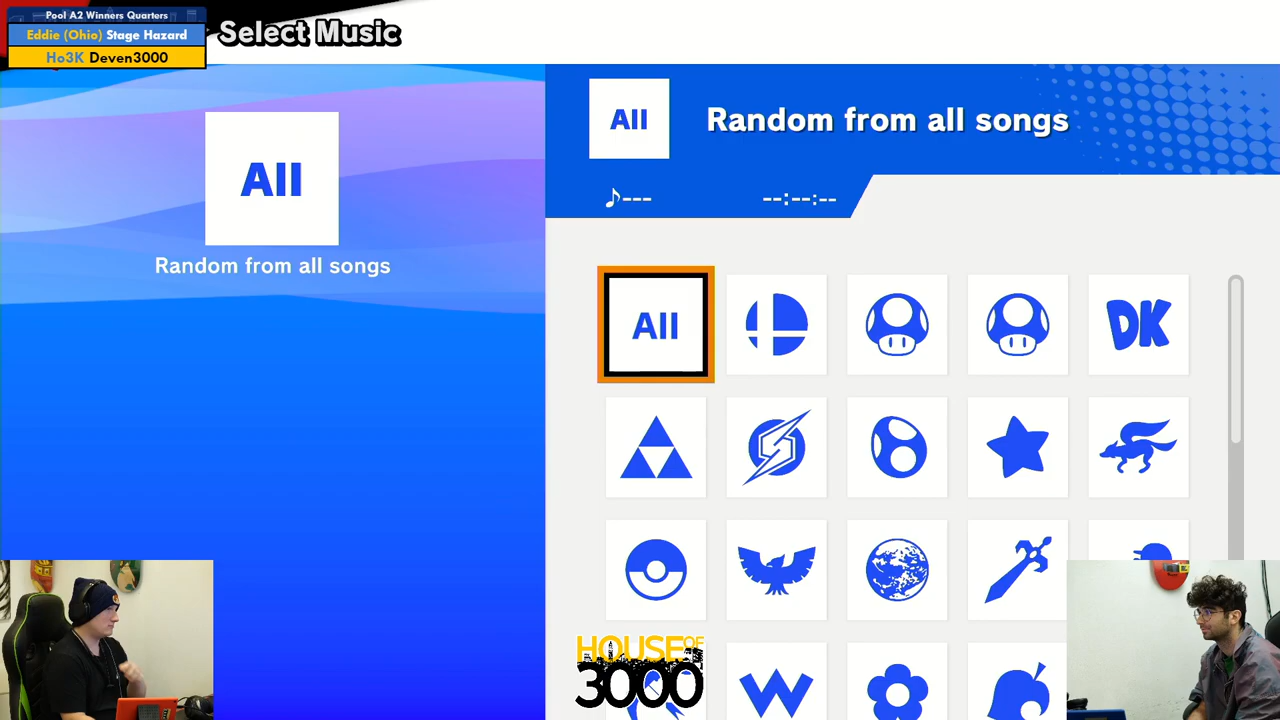 Pool A2 Winners Quarters
Eddie (Ohio) Stage Hazard
Ho3K Deven3000
Select Music
All
Random from all songs
All
Random from all songs
♪---
--:--:--
All
DK
HOUSE OF
3000